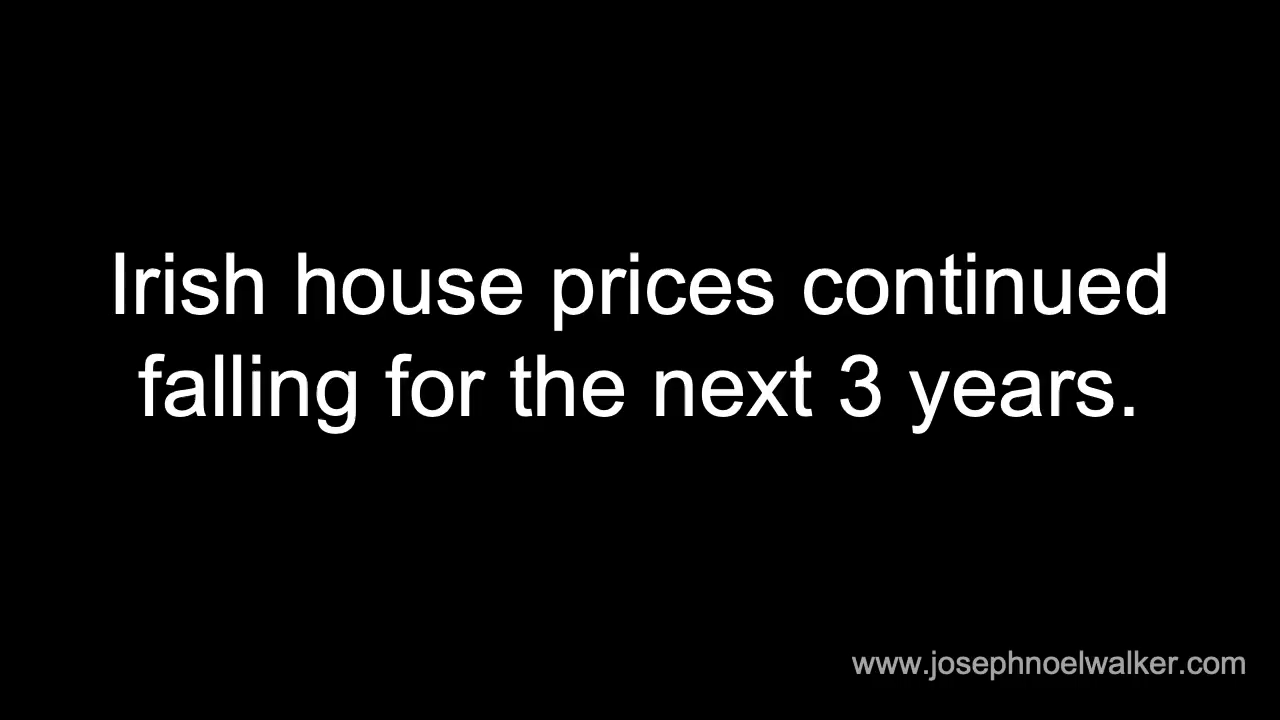 Irish house prices continued
falling for the next 3 years.
www.josephnoelwalker.com